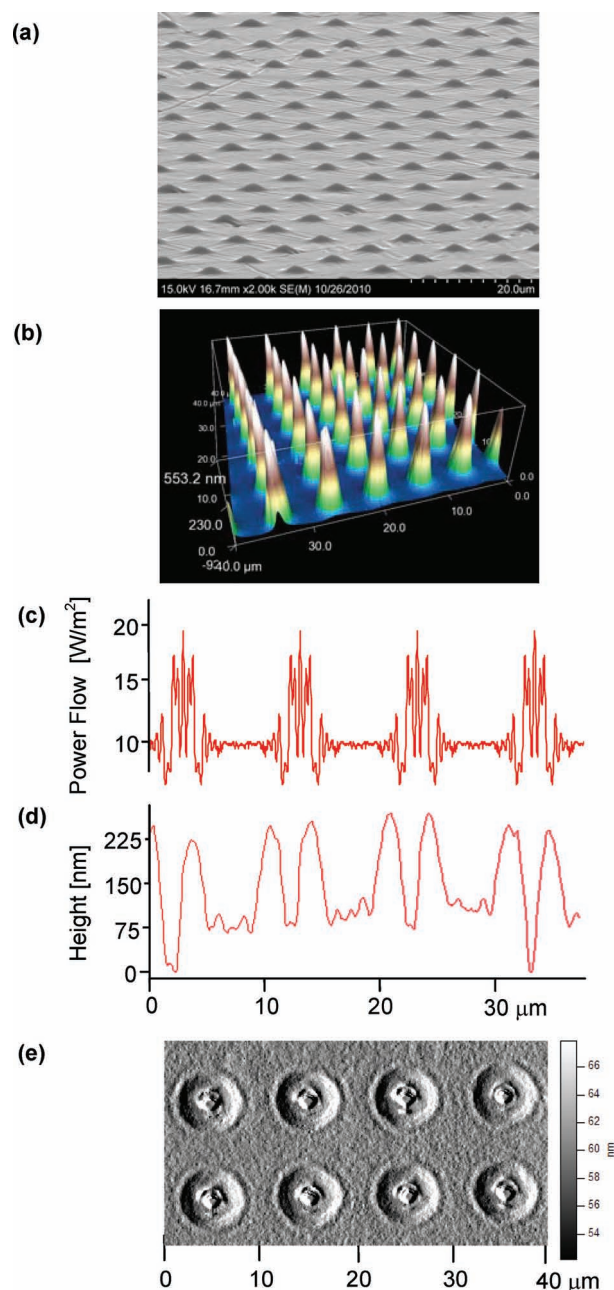 (a)
15.0kV 16.7mm x2.00k SE(M) 10/26/2010 20.0um
(b)
40.0 μm
30.0
20.0
553.2 nm
10.0
230.0
0.0
40.0 μm
30.0
20.0
10.0
0.0
0.0
(c)
Power Flow [W/m²]
20
15
10
(d)
Height [nm]
225
150
75
0
0 10 20 30 μm
(e)
66
64
62
60
58
56
54
nm
0 10 20 30 40 μm